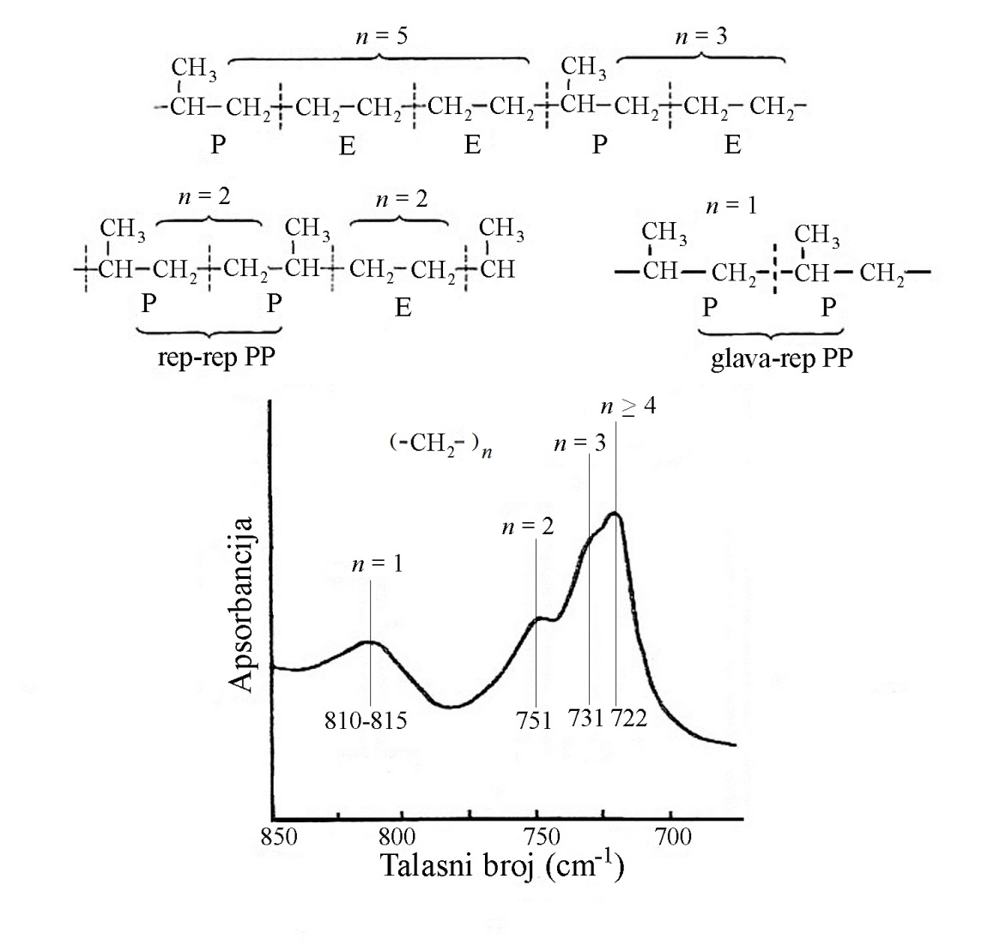 n = 5 n = 3
CH₃ CH₃
-CH-CH₂-CH₂-CH₂-CH₂-CH₂-CH-CH₂-CH₂-CH₂-
P E E P E
n = 2 n = 2
CH₃ CH₃ CH₃
-CH-CH₂-CH₂-CH-CH₂-CH₂-CH
P P E
rep-rep PP
n = 1
CH₃ CH₃
-CH-CH₂-CH-CH₂-
P P
glava-rep PP
n ≥ 4
(-CH₂-)n
n = 3
n = 2
n = 1
Apsorbancija
810-815 751 731 722
850 800 750 700
Talasni broj (cm⁻¹)